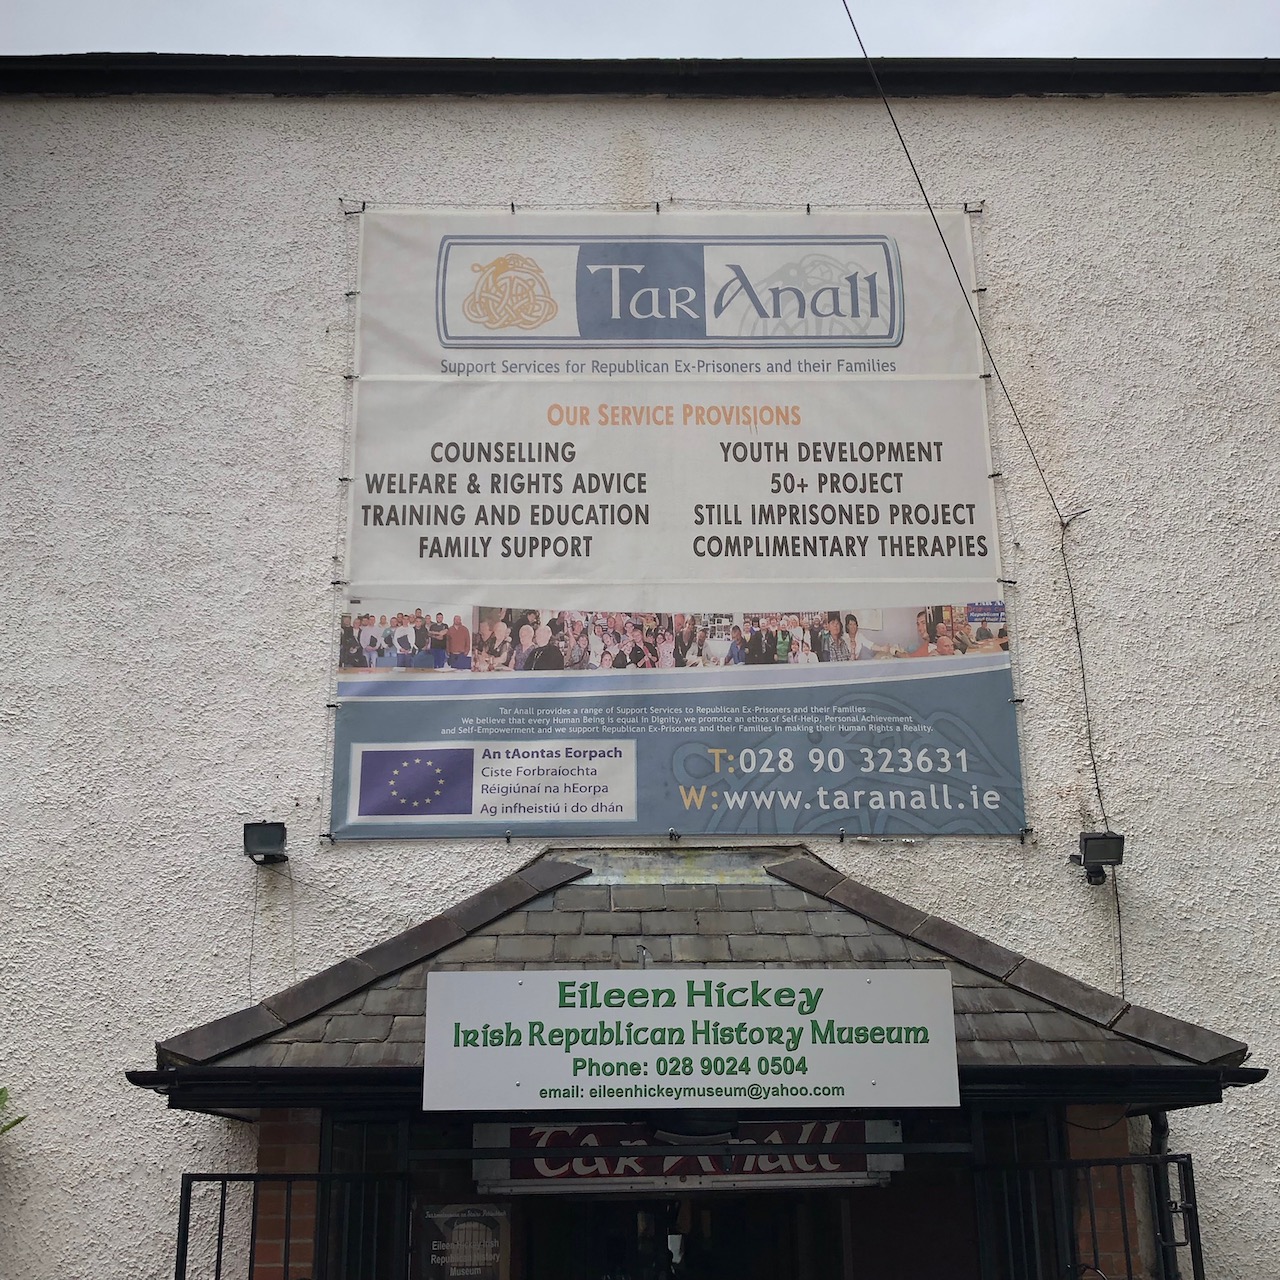 Tar Anall
Support Services for Republican Ex-Prisoners and their Families
OUR SERVICE PROVISIONS
COUNSELLING
WELFARE & RIGHTS ADVICE
TRAINING AND EDUCATION
FAMILY SUPPORT
YOUTH DEVELOPMENT
50+ PROJECT
STILL IMPRISONED PROJECT
COMPLIMENTARY THERAPIES
Tar Anall provides a range of Support Services to Republican Ex-Prisoners and their Families
We believe that every Human Being is equal in Dignity, we promote an ethos of Self-Help, Personal Achievement
and Self-Empowerment and we support Republican Ex-Prisoners and their Families in making their Human Rights a Reality.
An tAontas Eorpach
Ciste Forbraíochta
Réigiúnaí na hEorpa
Ag infheistiú i do dhán
T:028 90 323631
W:www.taranall.ie
Eileen Hickey
Irish Republican History Museum
Phone: 028 9024 0504
email: eileenhickeymuseum@yahoo.com
Tar Anall
Eileen Hickey Irish
Republican History
Museum